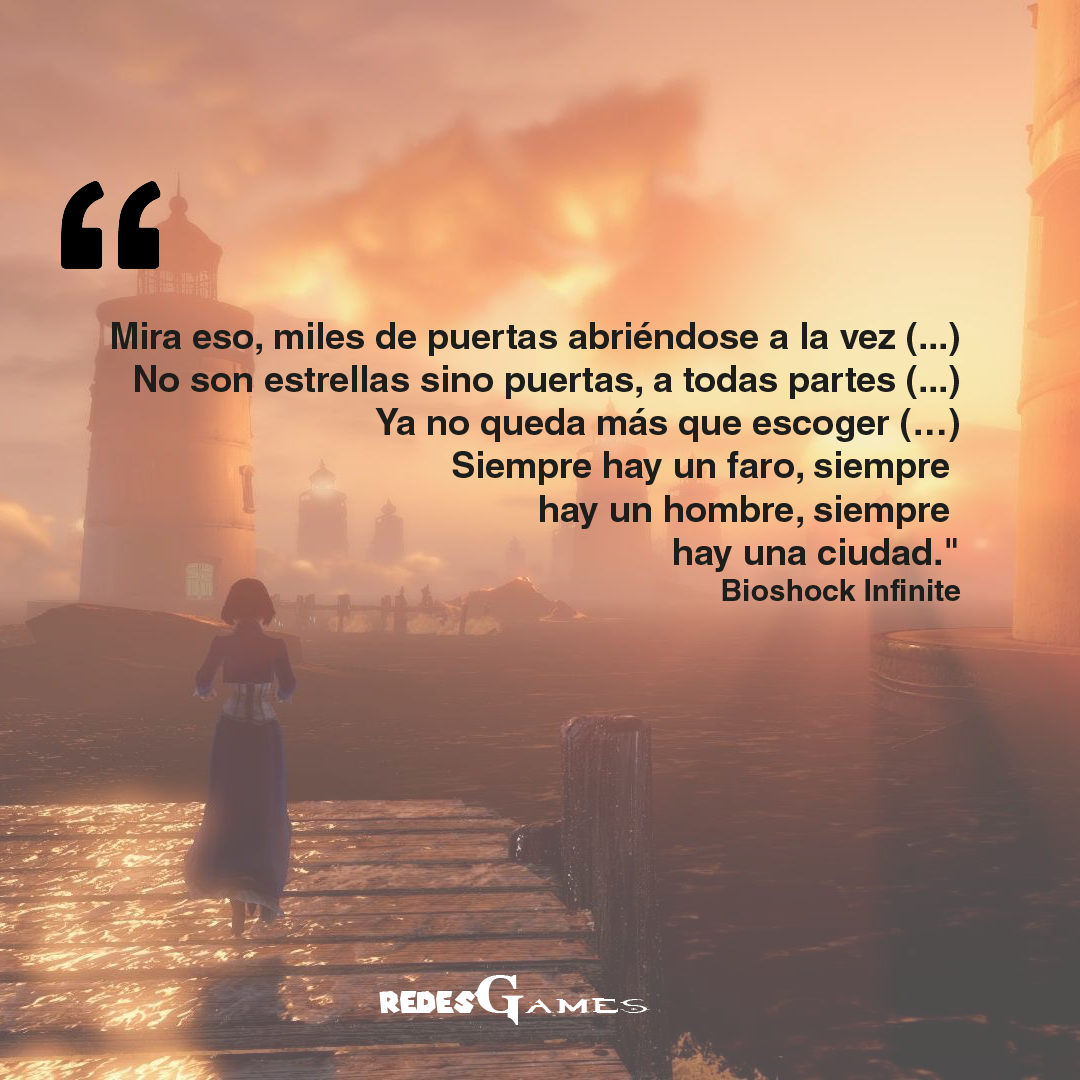 “
Mira eso, miles de puertas abriéndose a la vez (...)
No son estrellas sino puertas, a todas partes (...)
Ya no queda más que escoger (...)
Siempre hay un faro, siempre
hay un hombre, siempre
hay una ciudad."
Bioshock Infinite
REDESGAMES